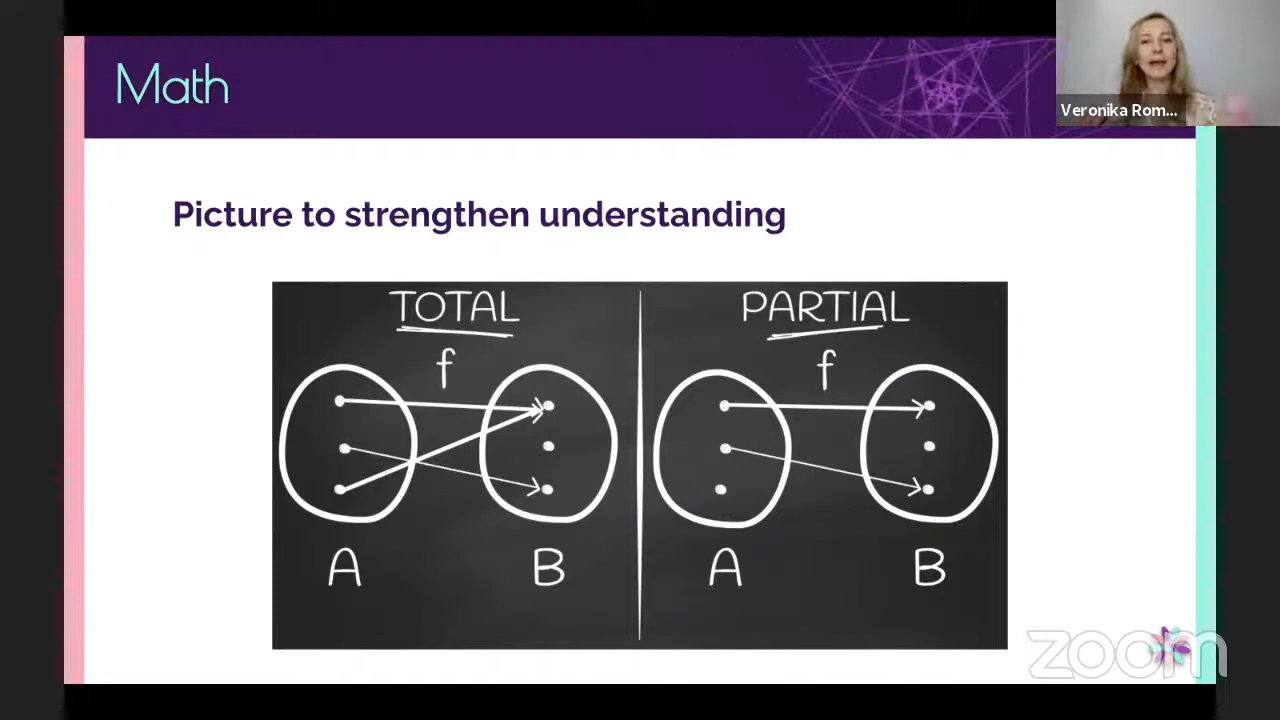 Math
Veronika Rom...
Picture to strengthen understanding
TOTAL
f
A
B
PARTIAL
f
A
B
zoom